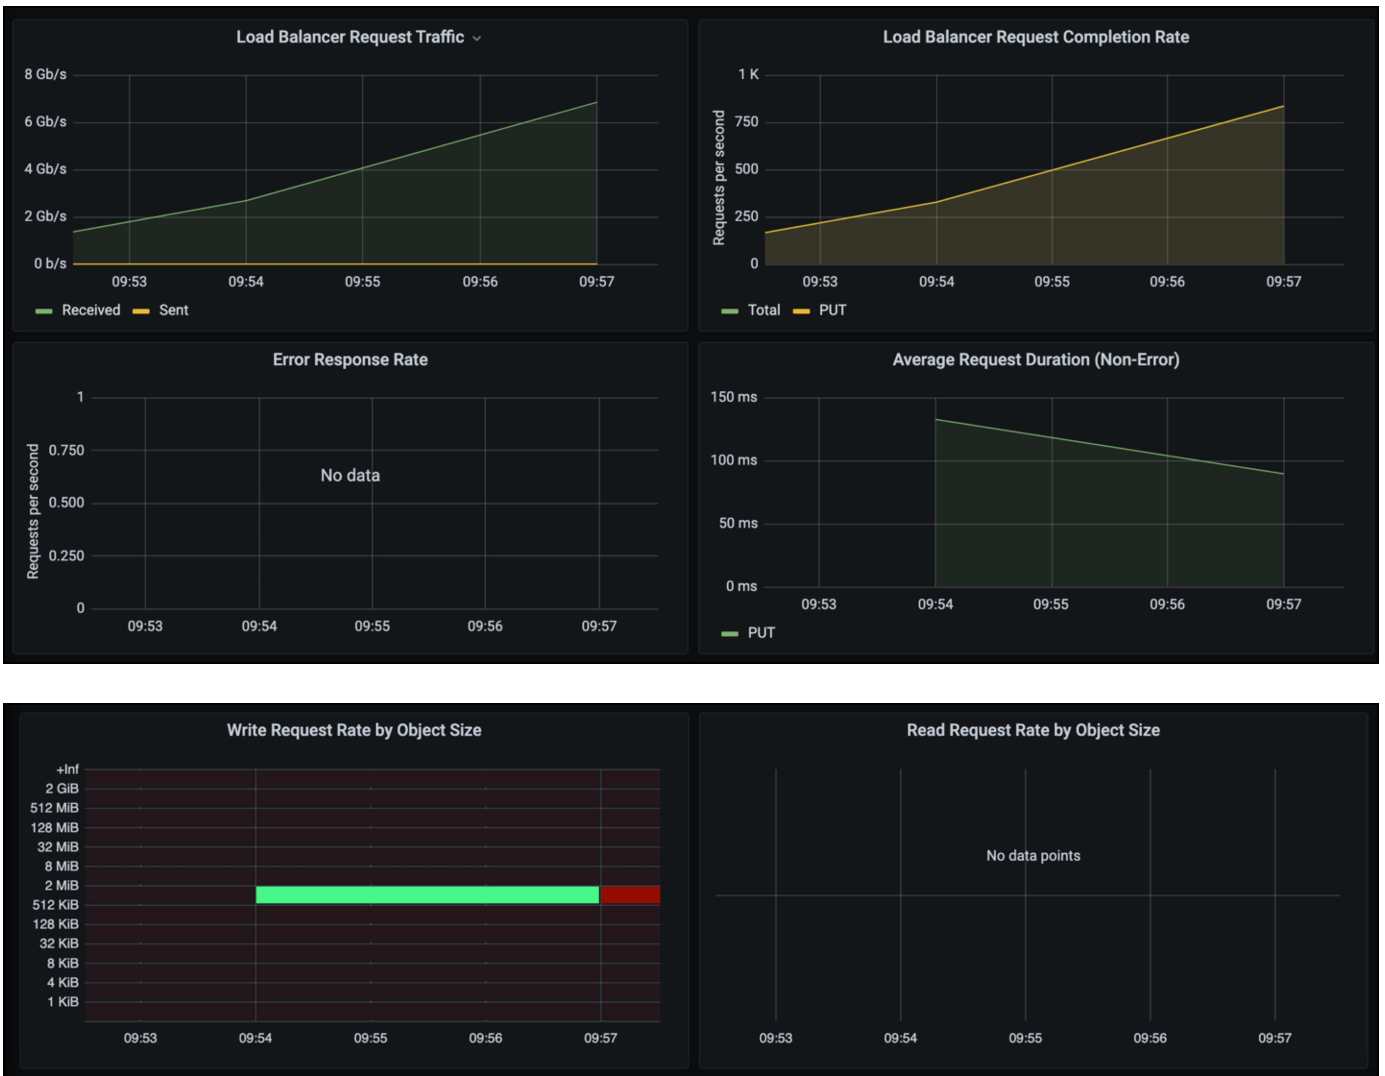 Load Balancer Request Traffic
8 Gb/s
6 Gb/s
4 Gb/s
2 Gb/s
0 b/s
09:53 09:54 09:55 09:56 09:57
Received Sent
Load Balancer Request Completion Rate
Requests per second
1 K
750
500
250
0
09:53 09:54 09:55 09:56 09:57
Total PUT
Error Response Rate
Requests per second
1
0.750
0.500
0.250
0
No data
09:53 09:54 09:55 09:56 09:57
Average Request Duration (Non-Error)
150 ms
100 ms
50 ms
0 ms
09:53 09:54 09:55 09:56 09:57
PUT
Write Request Rate by Object Size
+Inf
2 GiB
512 MiB
128 MiB
32 MiB
8 MiB
2 MiB
512 KiB
128 KiB
32 KiB
8 KiB
4 KiB
1 KiB
09:53 09:54 09:55 09:56 09:57
Read Request Rate by Object Size
No data points
09:53 09:54 09:55 09:56 09:57